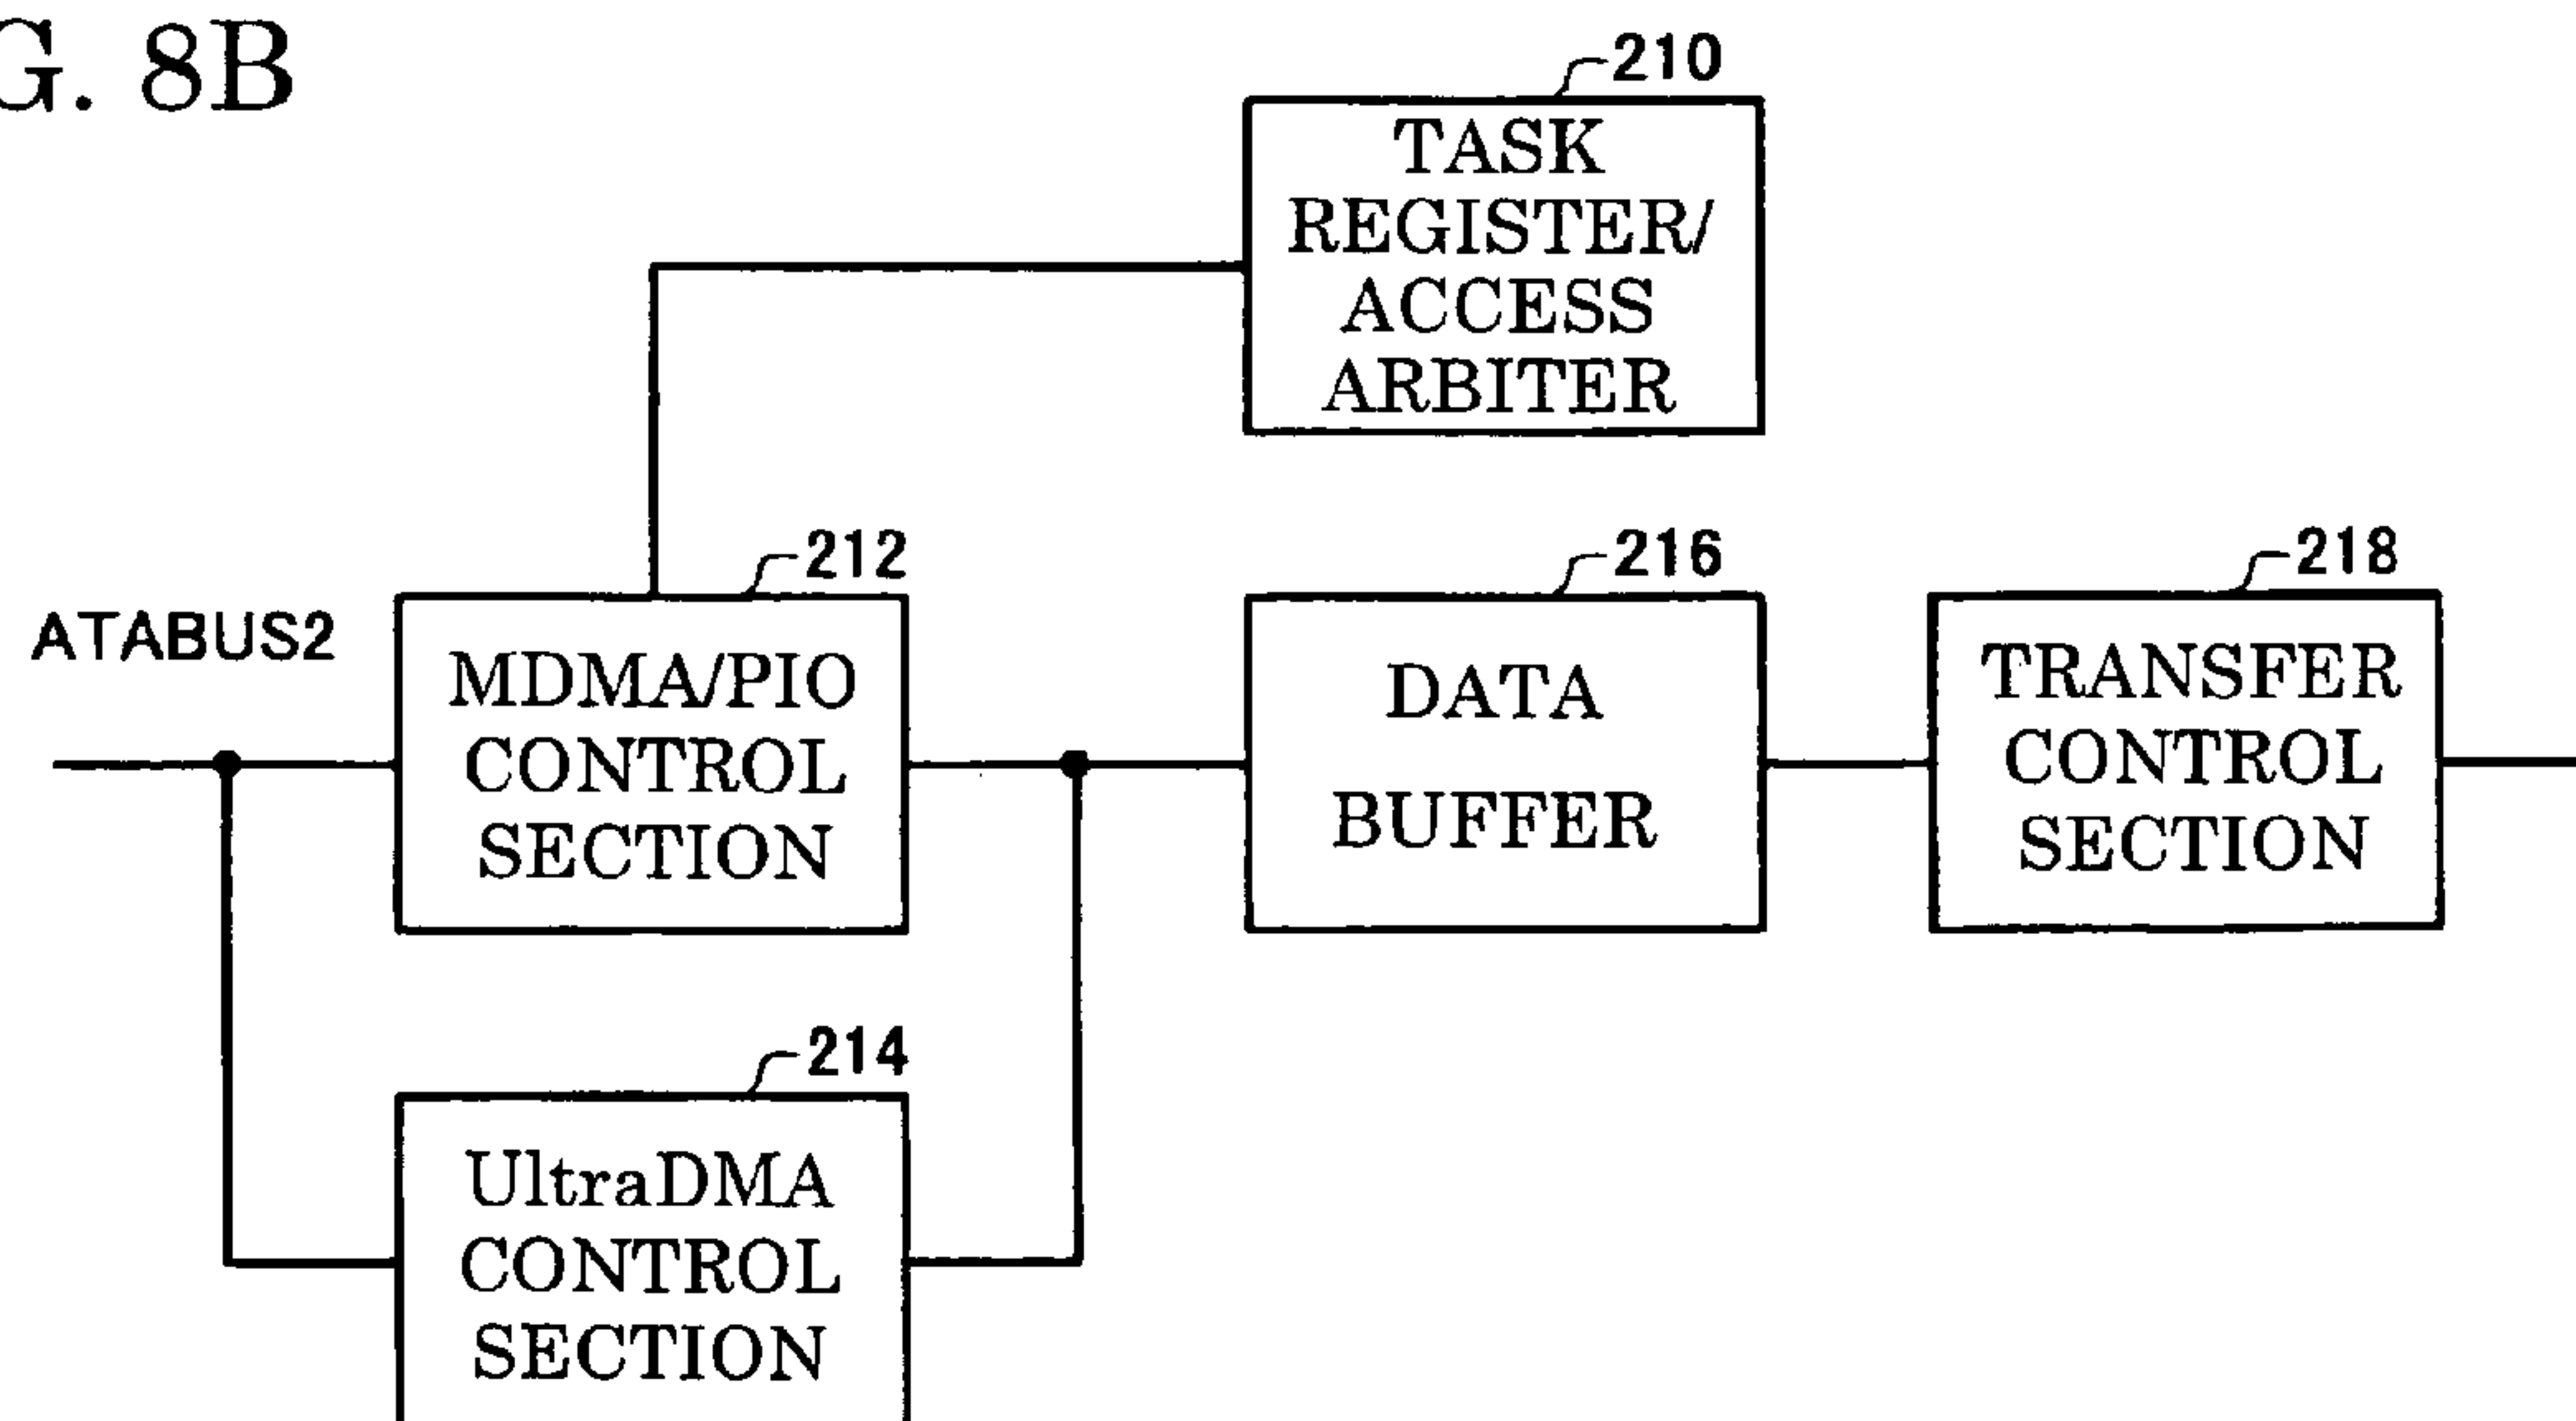 G. 8B
210
TASK
REGISTER/
ACCESS
ARBITER
212
216
218
ATABUS2
MDMA/PIO
CONTROL
SECTION
DATA
BUFFER
TRANSFER
CONTROL
SECTION
214
UltraDMA
CONTROL
SECTION